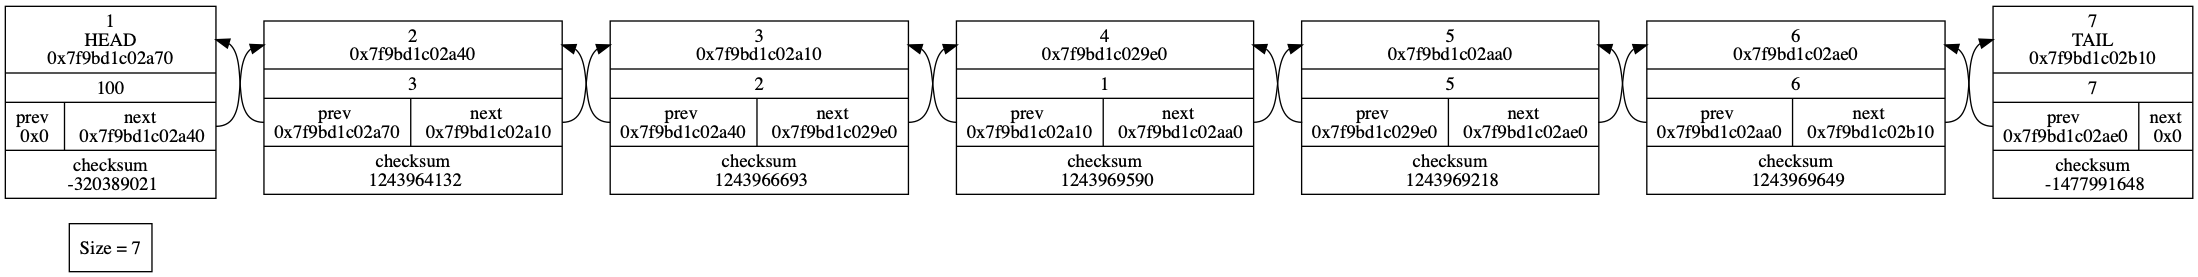 1
HEAD
0x7f9bd1c02a70
100
prev
0x0
next
0x7f9bd1c02a40
checksum
-320389021
2
0x7f9bd1c02a40
3
prev
0x7f9bd1c02a70
next
0x7f9bd1c02a10
checksum
1243964132
3
0x7f9bd1c02a10
2
prev
0x7f9bd1c02a40
next
0x7f9bd1c029e0
checksum
1243966693
4
0x7f9bd1c029e0
1
prev
0x7f9bd1c02a10
next
0x7f9bd1c02aa0
checksum
1243969590
5
0x7f9bd1c02aa0
5
prev
0x7f9bd1c029e0
next
0x7f9bd1c02ae0
checksum
1243969218
6
0x7f9bd1c02ae0
6
prev
0x7f9bd1c02aa0
next
0x7f9bd1c02b10
checksum
1243969649
7
TAIL
0x7f9bd1c02b10
7
prev
0x7f9bd1c02ae0
next
0x0
checksum
-1477991648
Size = 7